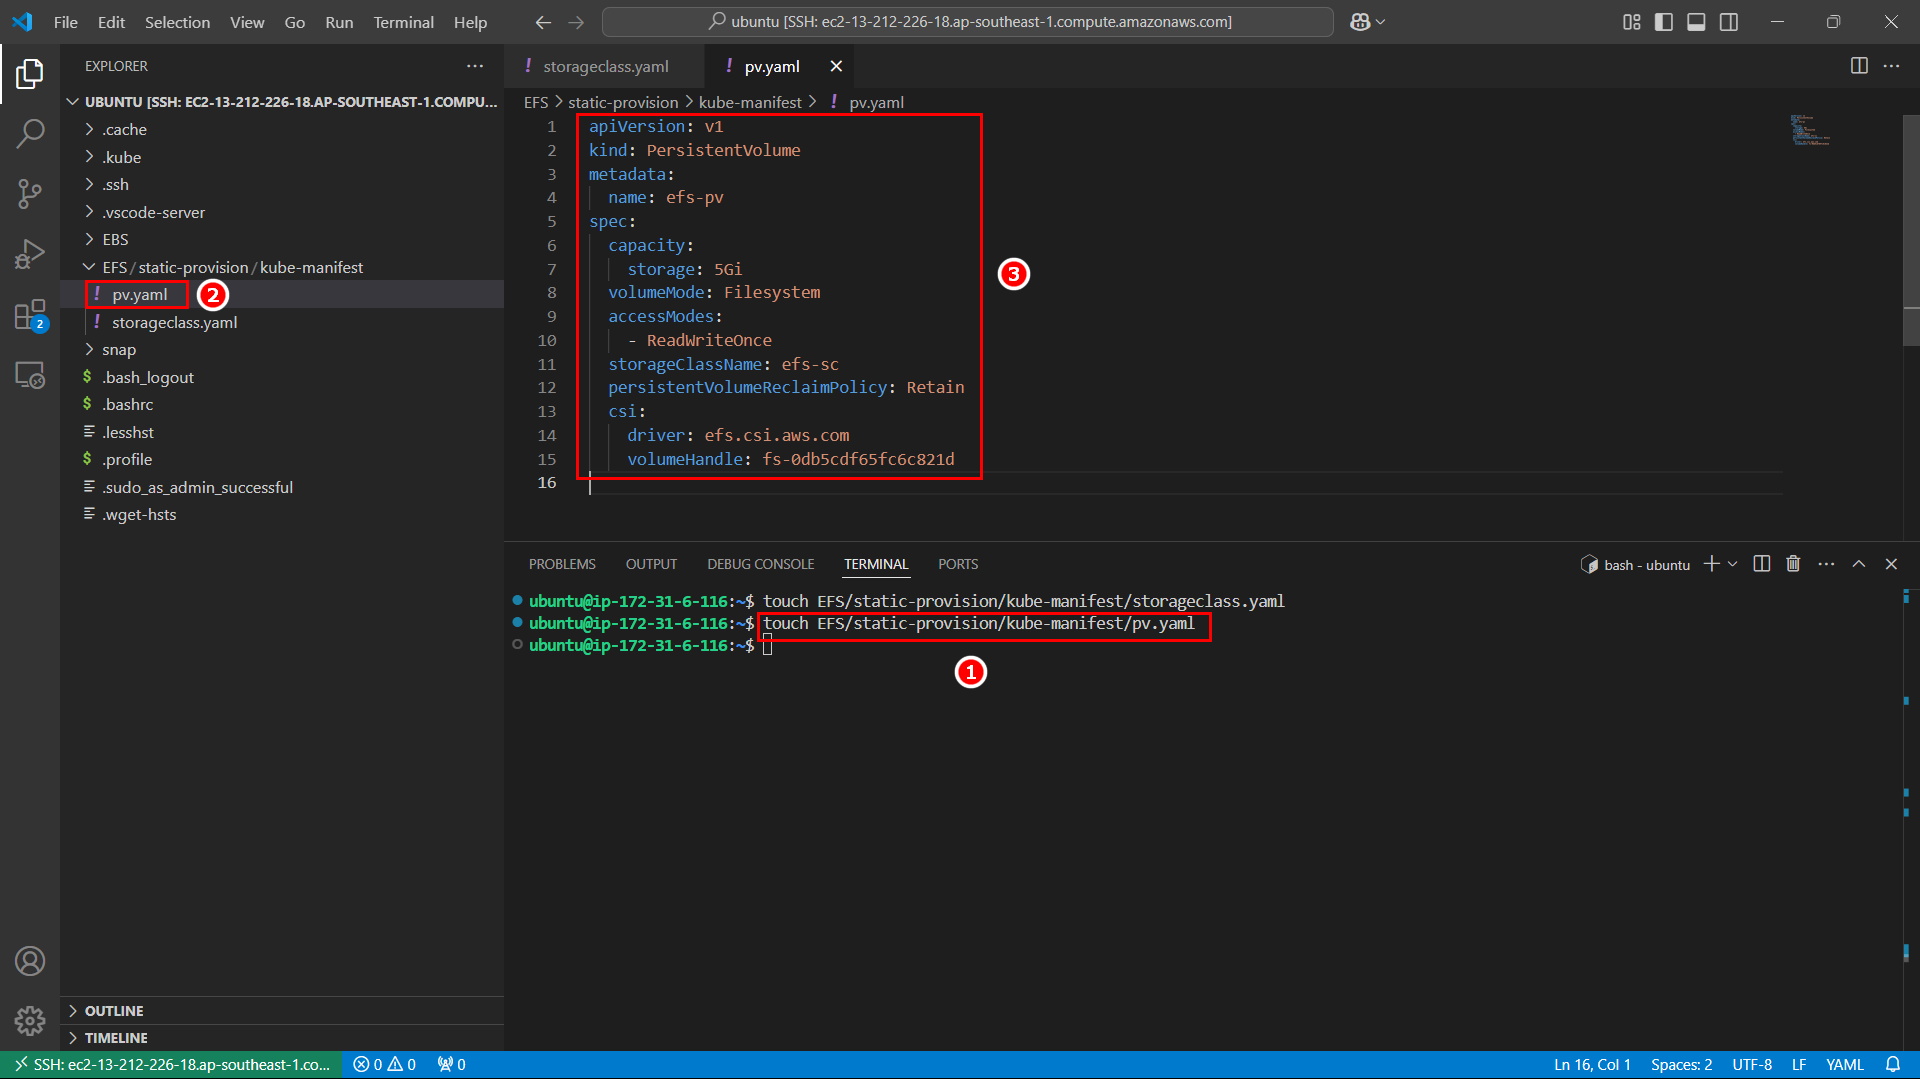 File Edit Selection View Go Run Terminal Help
ubuntu [SSH: ec2-13-212-226-18.ap-southeast-1.compute.amazonaws.com]
EXPLORER
UBUNTU [SSH: EC2-13-212-226-18.AP-SOUTHEAST-1.COMPU...
.cache
.kube
.ssh
.vscode-server
EBS
EFS/static-provision/kube-manifest
! pv.yaml
2
! storageclass.yaml
snap
$ .bash_logout
$ .bashrc
.lesshst
$ .profile
.sudo_as_admin_successful
.wget-hsts
2
OUTLINE
TIMELINE
! storageclass.yaml ! pv.yaml
EFS > static-provision > kube-manifest > ! pv.yaml
1 apiVersion: v1
2 kind: PersistentVolume
3 metadata:
4 name: efs-pv
5 spec:
6 capacity:
7 storage: 5Gi
8 volumeMode: Filesystem
9 accessModes:
10 - ReadWriteOnce
11 storageClassName: efs-sc
12 persistentVolumeReclaimPolicy: Retain
13 csi:
14 driver: efs.csi.aws.com
15 volumeHandle: fs-0db5cdf65fc6c821d
16
3
PROBLEMS OUTPUT DEBUG CONSOLE TERMINAL PORTS
bash - ubuntu
ubuntu@ip-172-31-6-116:~$ touch EFS/static-provision/kube-manifest/storageclass.yaml
ubuntu@ip-172-31-6-116:~$ touch EFS/static-provision/kube-manifest/pv.yaml
ubuntu@ip-172-31-6-116:~$
1
SSH: ec2-13-212-226-18.ap-southeast-1.co... 0 0 0
Ln 16, Col 1 Spaces: 2 UTF-8 LF YAML